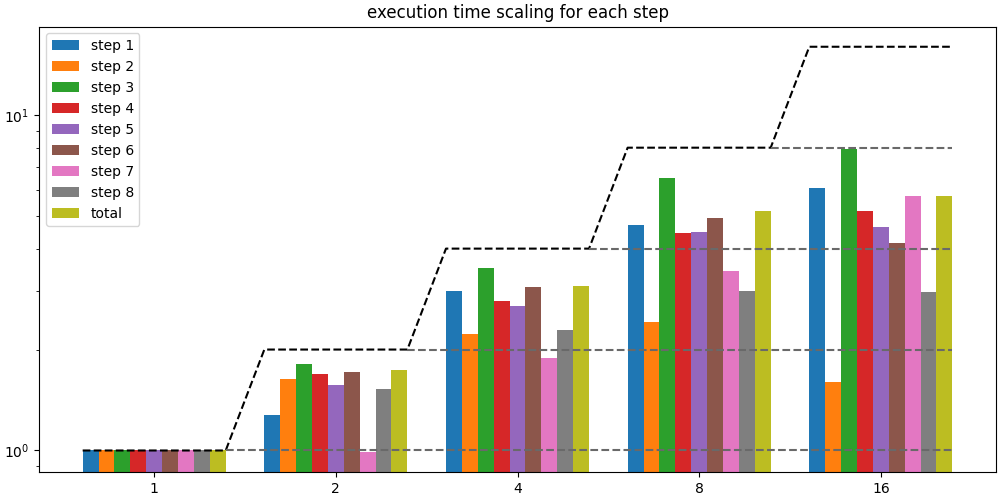 execution time scaling for each step
step 1
step 2
step 3
step 4
step 5
step 6
step 7
step 8
total
10¹
10⁰
1 2 4 8 16